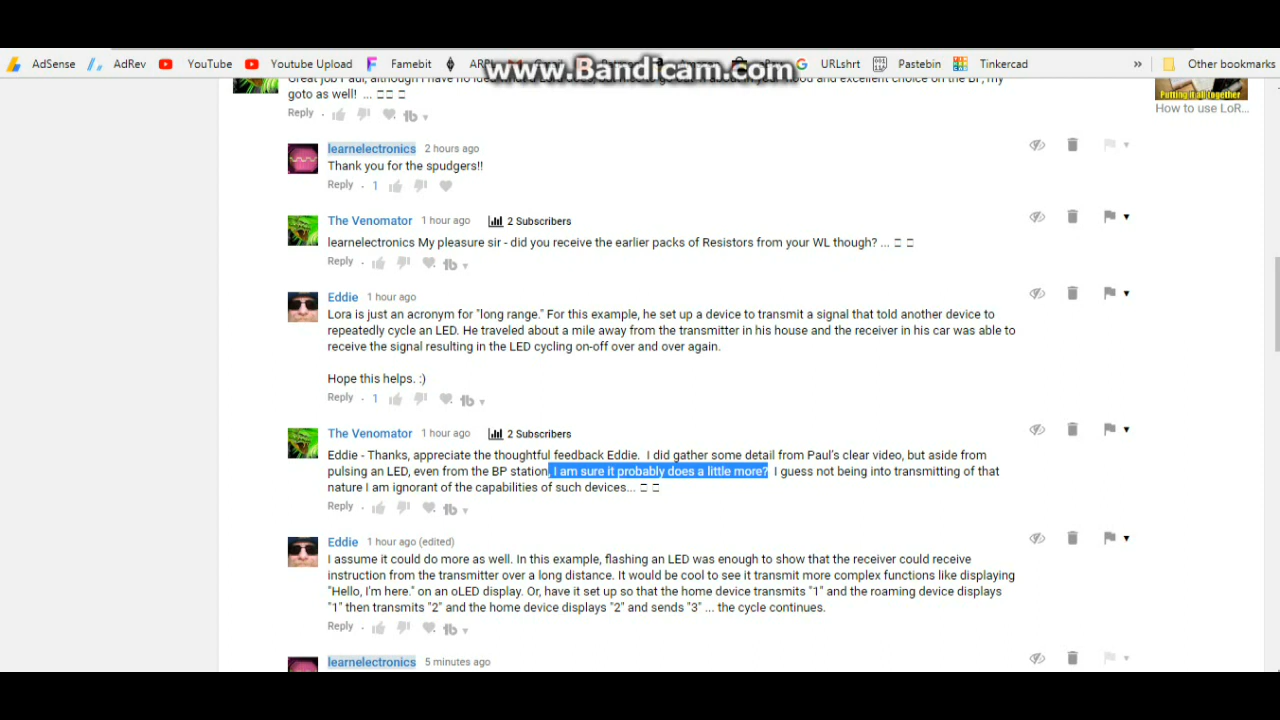 AdSense AdRev YouTube Youtube Upload Famebit www.Bandicam.com URLshrt Pastebin Tinkercad » Other bookmarks
Putting it all together
How to use LoR...
goto as well! ...
Reply
learnelectronics 2 hours ago
Thank you for the spudgers!!
Reply · 1
The Venomator 1 hour ago 2 Subscribers
learnelectronics My pleasure sir - did you receive the earlier packs of Resistors from your WL though? ...
Reply
Eddie 1 hour ago
Lora is just an acronym for "long range." For this example, he set up a device to transmit a signal that told another device to
repeatedly cycle an LED. He traveled about a mile away from the transmitter in his house and the receiver in his car was able to
receive the signal resulting in the LED cycling on-off over and over again.
Hope this helps. :)
Reply · 1
The Venomator 1 hour ago 2 Subscribers
Eddie - Thanks, appreciate the thoughtful feedback Eddie. I did gather some detail from Paul's clear video, but aside from
pulsing an LED, even from the BP station, I am sure it probably does a little more? I guess not being into transmitting of that
nature I am ignorant of the capabilities of such devices...
Reply
Eddie 1 hour ago (edited)
I assume it could do more as well. In this example, flashing an LED was enough to show that the receiver could receive
instruction from the transmitter over a long distance. It would be cool to see it transmit more complex functions like displaying
"Hello, I'm here." on an oLED display. Or, have it set up so that the home device transmits "1" and the roaming device displays
"1" then transmits "2" and the home device displays "2" and sends "3" ... the cycle continues.
Reply
learnelectronics 5 minutes ago